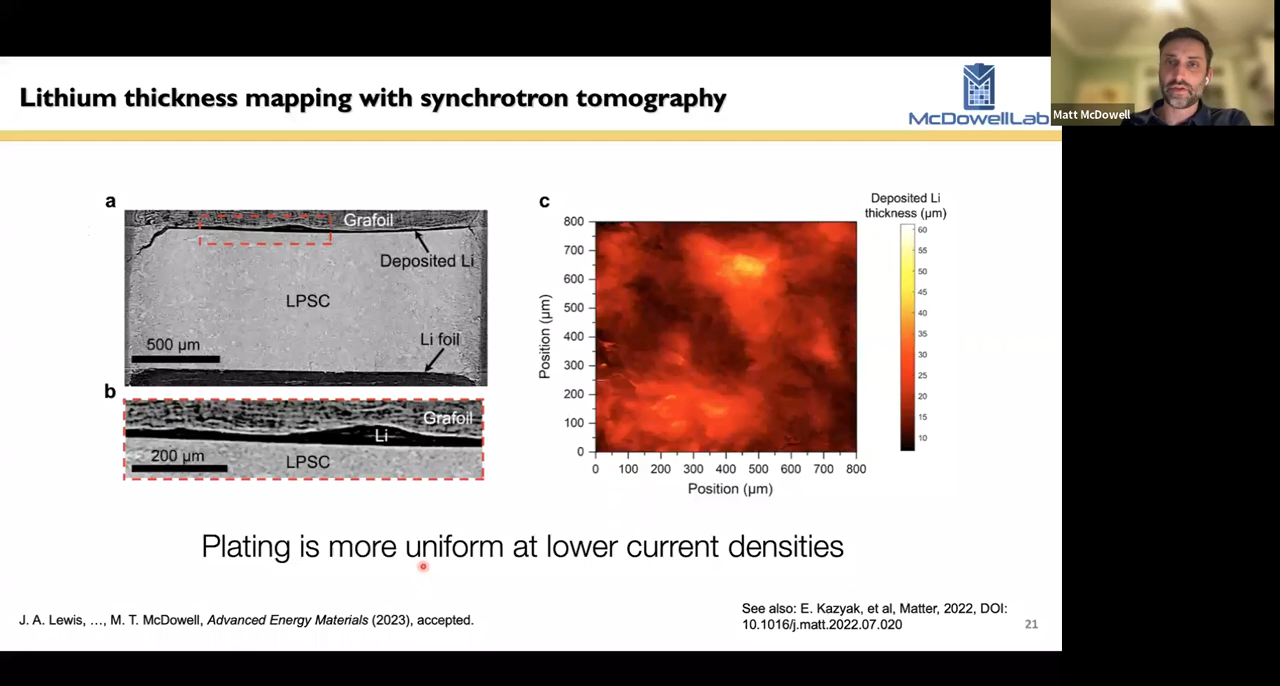 Lithium thickness mapping with synchrotron tomography
McDowellLab
Matt McDowell
a
Grafoil
Deposited Li
LPSC
500 µm
Li foil
b
Grafoil
Li
200 µm
LPSC
c
Deposited Li
thickness (µm)
800
700
600
500
400
300
200
100
0
Position (µm)
0 100 200 300 400 500 600 700 800
Position (µm)
60
55
50
45
40
35
30
25
20
15
10
Plating is more uniform at lower current densities
J. A. Lewis, …, M. T. McDowell, Advanced Energy Materials (2023), accepted.
See also: E. Kazyak, et al, Matter, 2022, DOI:
10.1016/j.matt.2022.07.020
21